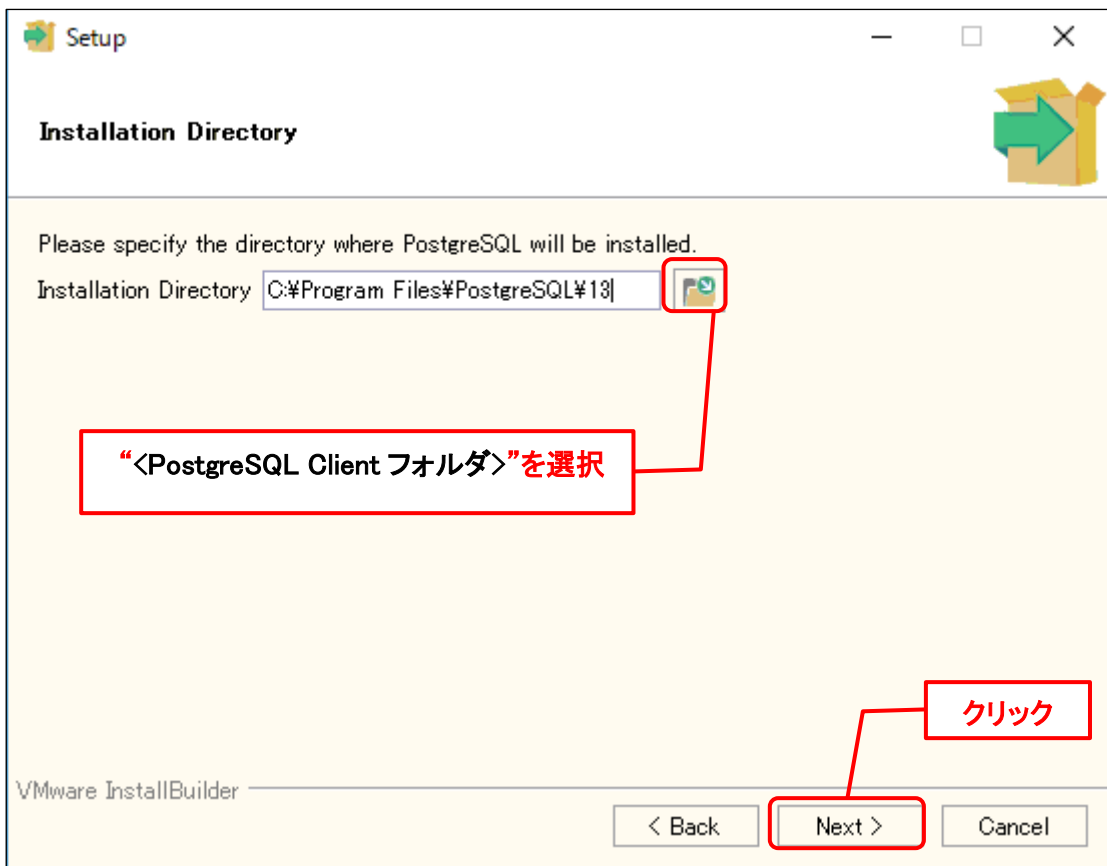 Setup
Installation Directory
Please specify the directory where PostgreSQL will be installed.
Installation Directory C:¥Program Files¥PostgreSQL¥13
“<PostgreSQL Client フォルダ>”を選択
クリック
VMware InstallBuilder
< Back Next > Cancel